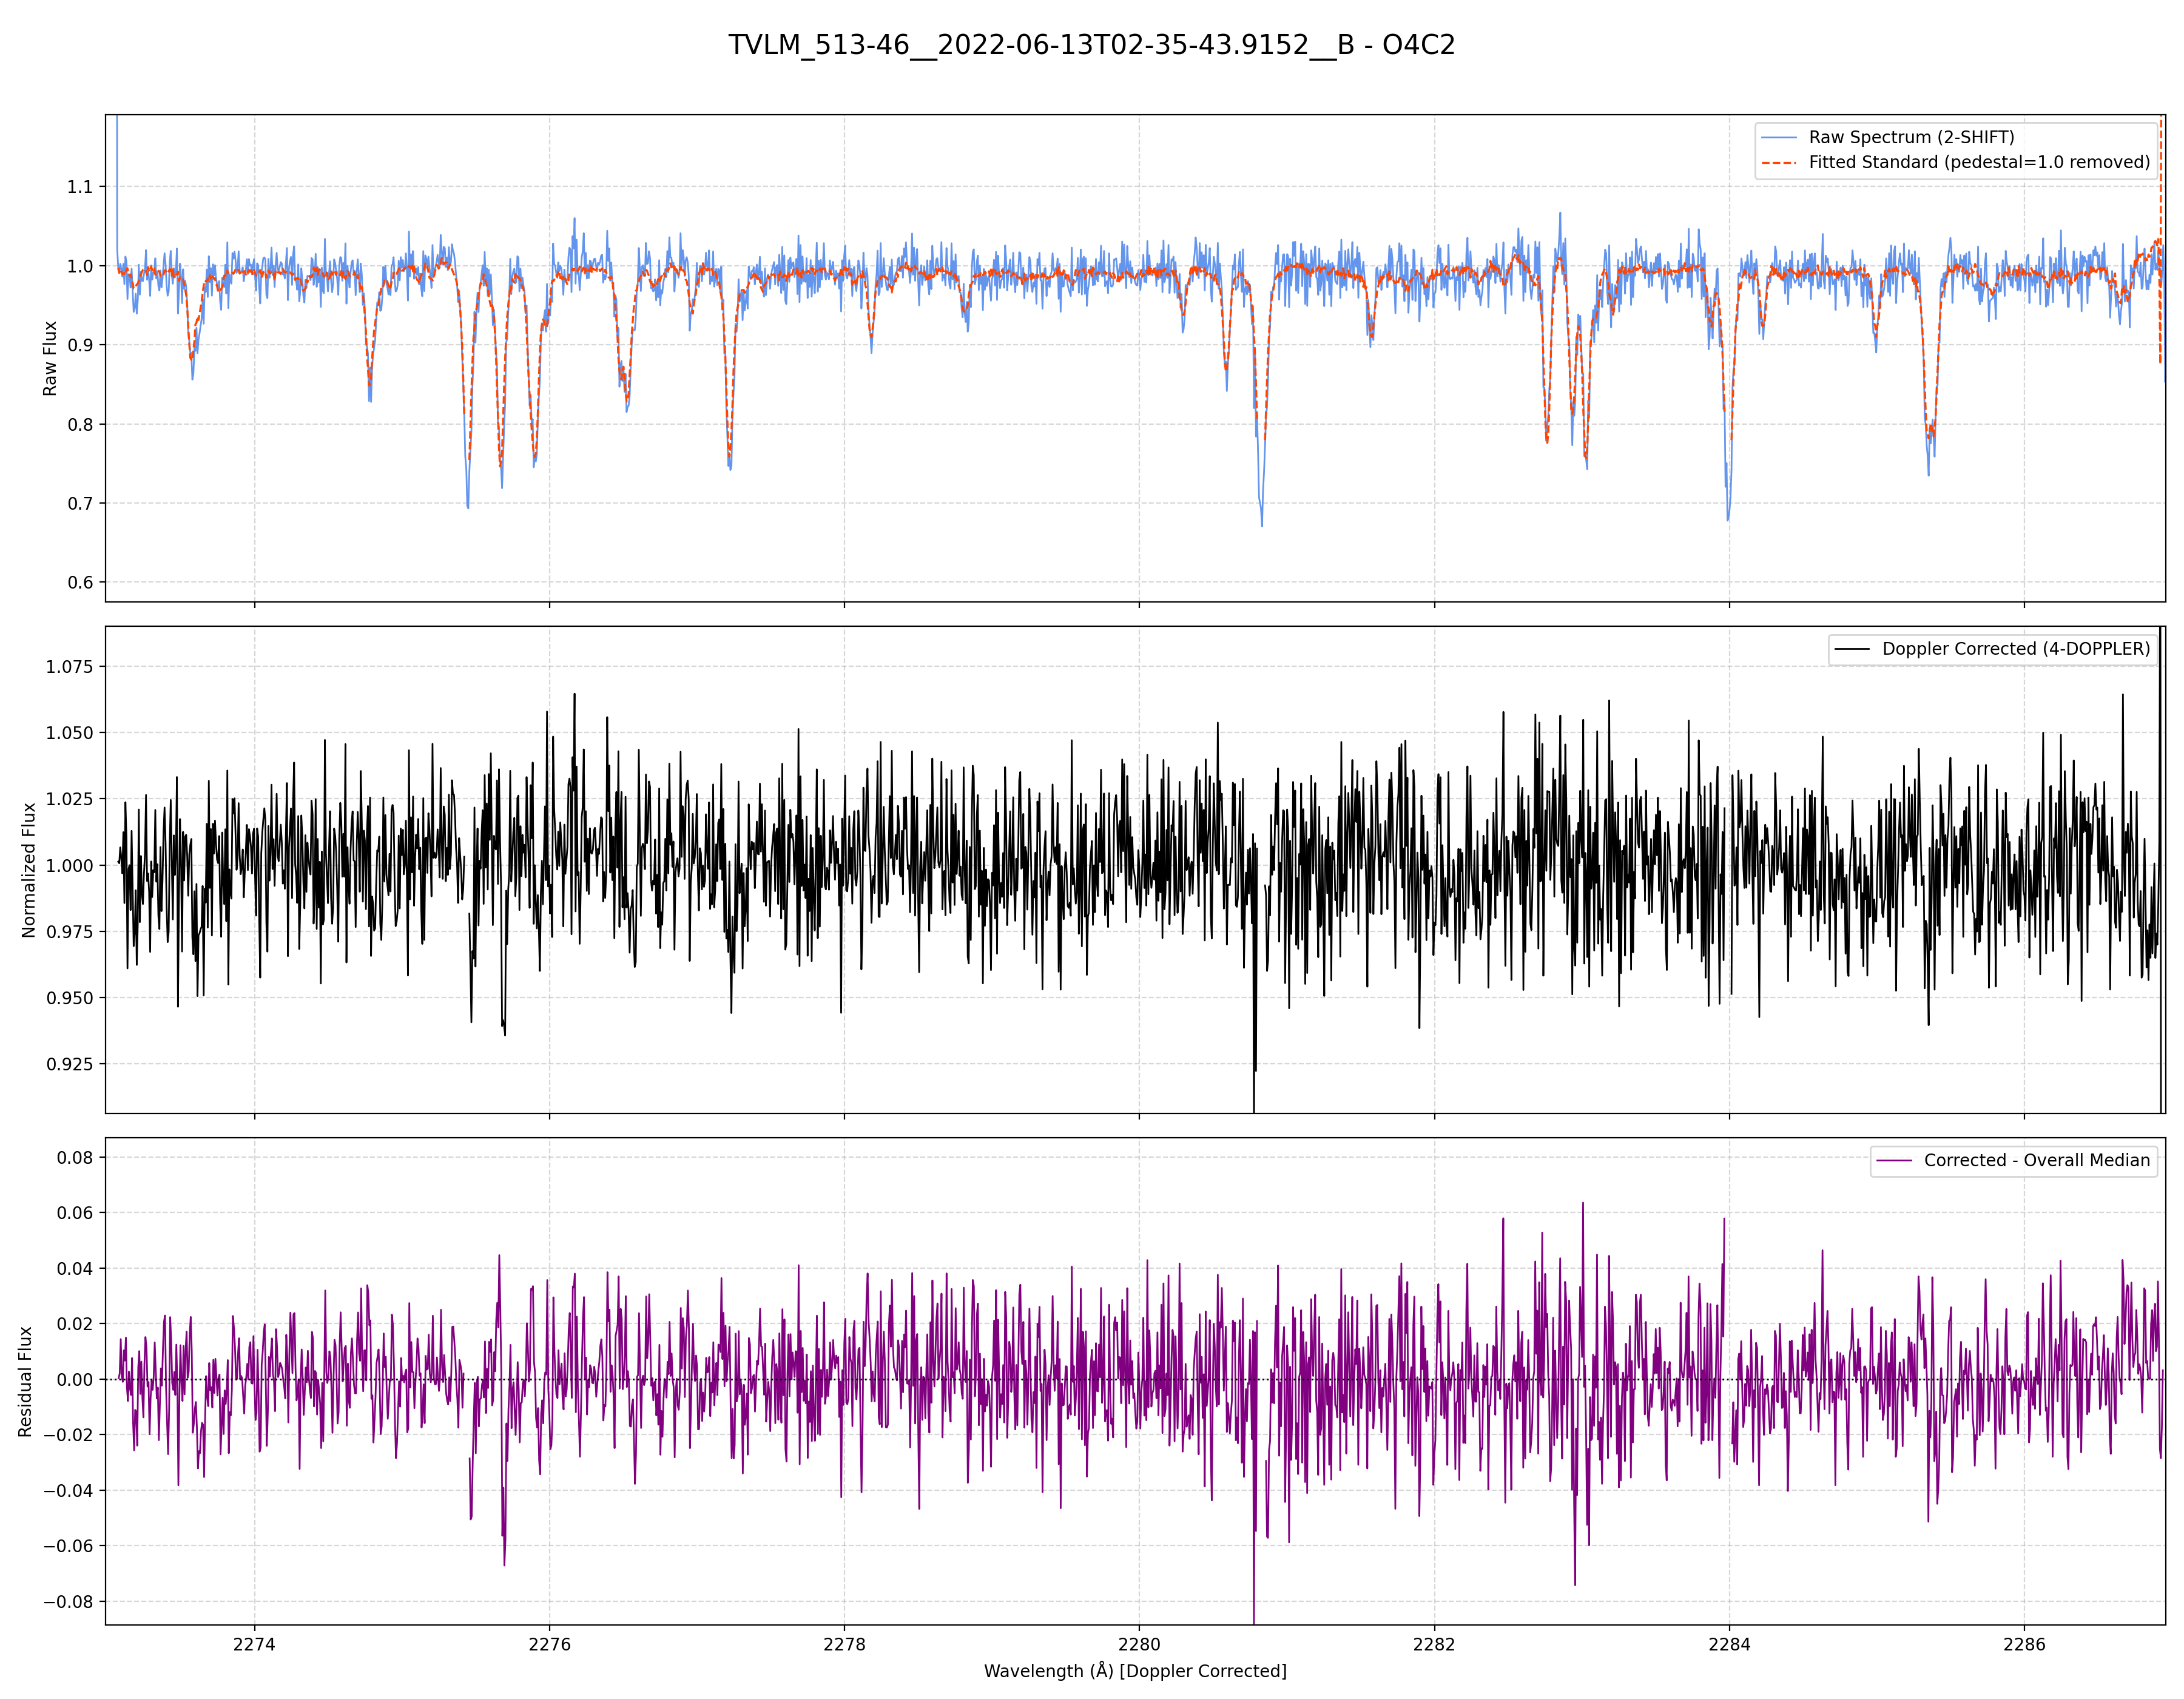 TVLM_513-46__2022-06-13T02-35-43.9152__B - O4C2
Raw Spectrum (2-SHIFT)
Fitted Standard (pedestal=1.0 removed)
Raw Flux
1.1
1.0
0.9
0.8
0.7
0.6
Doppler Corrected (4-DOPPLER)
Normalized Flux
1.075
1.050
1.025
1.000
0.975
0.950
0.925
Corrected - Overall Median
Residual Flux
0.08
0.06
0.04
0.02
0.00
−0.02
−0.04
−0.06
−0.08
2274 2276 2278 2280 2282 2284 2286
Wavelength (Å) [Doppler Corrected]